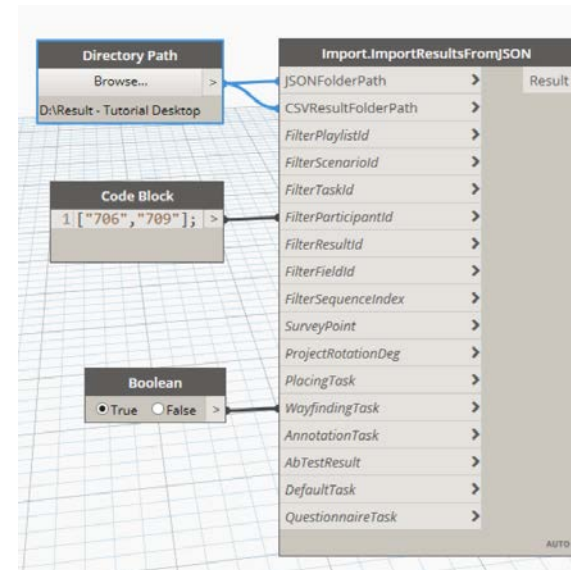 Directory Path
Browse...
>
D:\Result - Tutorial Desktop
Code Block
1 ["706","709"]; >
Boolean
True False >
Import.ImportResultsFromJSON
JSONFolderPath > Result
CSVResultFolderPath >
FilterPlaylistId >
FilterScenarioId >
FilterTaskId >
FilterParticipantId >
FilterResultId >
FilterFieldId >
FilterSequenceIndex >
SurveyPoint >
ProjectRotationDeg >
PlacingTask >
WayfindingTask >
AnnotationTask >
AbTestResult >
DefaultTask >
QuestionnaireTask >
AUTO